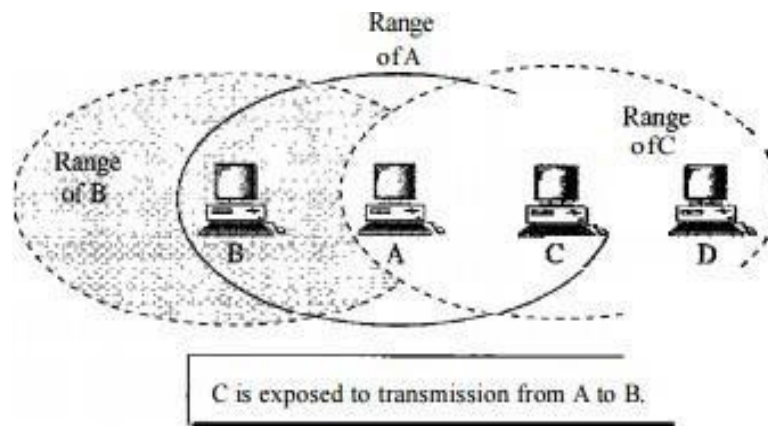 Range
of A
Range
of B
Range
of C
B
A
C
D
C is exposed to transmission from A to B.